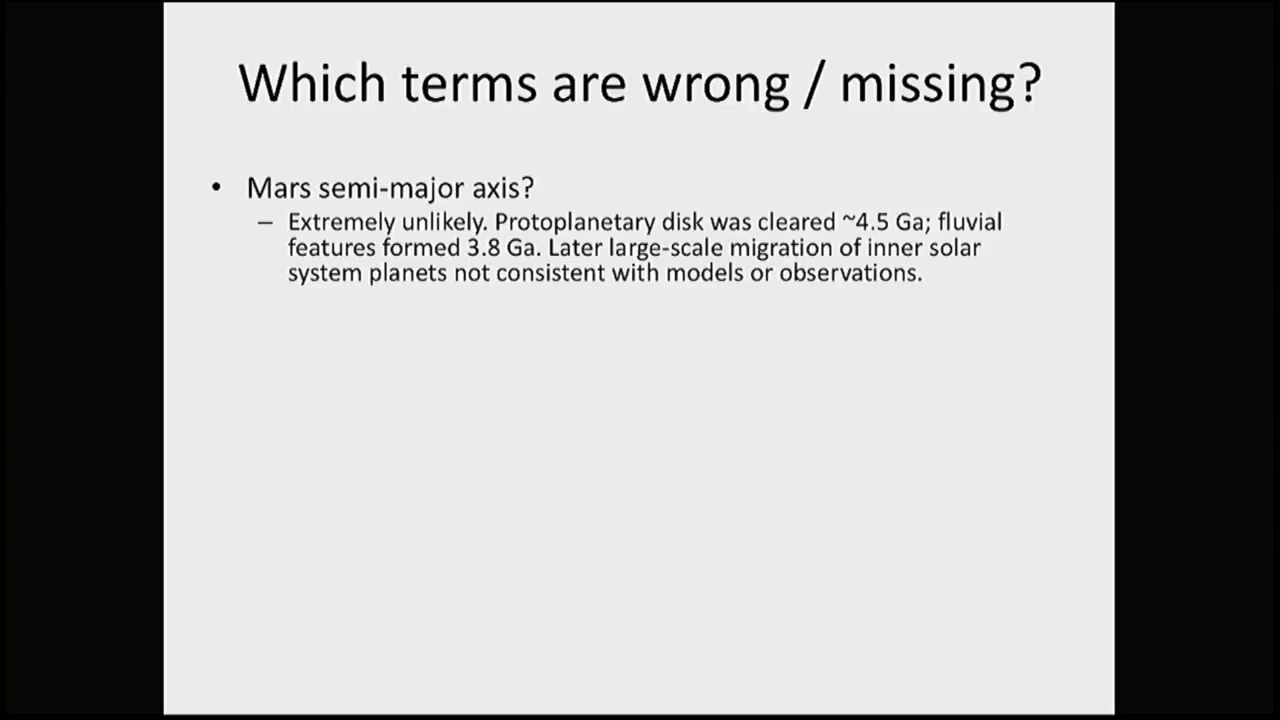 Which terms are wrong / missing?
• Mars semi-major axis?
– Extremely unlikely. Protoplanetary disk was cleared ~4.5 Ga; fluvial
features formed 3.8 Ga. Later large-scale migration of inner solar
system planets not consistent with models or observations.